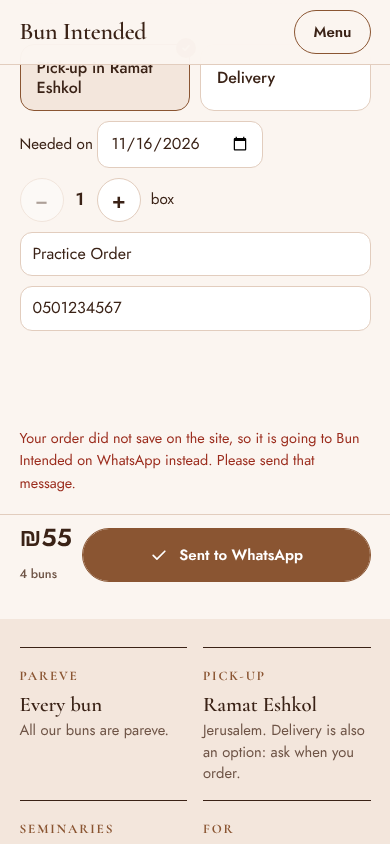 Bun Intended
Menu
Pick-up in Ramat
Eshkol
Delivery
Needed on 11/16/2026
− 1 + box
Practice Order
0501234567
Your order did not save on the site, so it is going to Bun
Intended on WhatsApp instead. Please send that
message.
₪55
4 buns
Sent to WhatsApp
PAREVE
Every bun
All our buns are pareve.
PICK-UP
Ramat Eshkol
Jerusalem. Delivery is also
an option: ask when you
order.
SEMINARIES
FOR